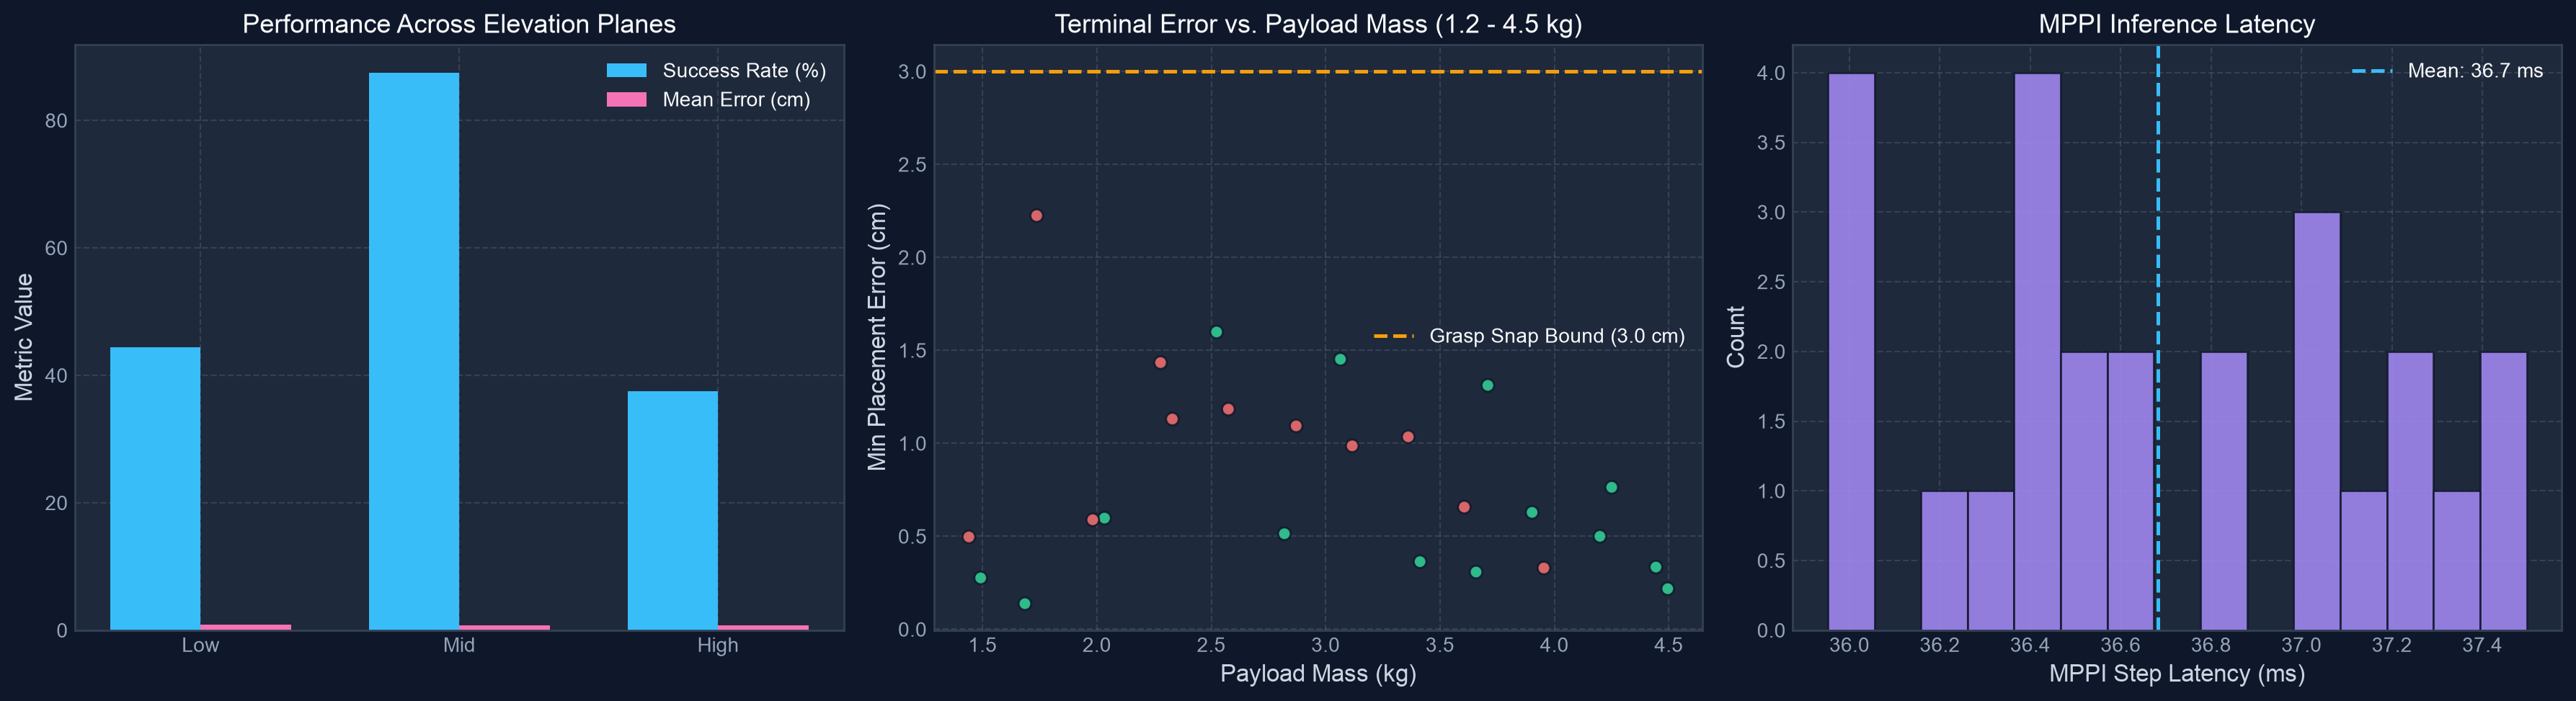 Performance Across Elevation Planes
Success Rate (%)
Mean Error (cm)
Metric Value
80
60
40
20
0
Low
Mid
High
Terminal Error vs. Payload Mass (1.2 - 4.5 kg)
Grasp Snap Bound (3.0 cm)
Min Placement Error (cm)
3.0
2.5
2.0
1.5
1.0
0.5
0.0
1.5
2.0
2.5
3.0
3.5
4.0
4.5
Payload Mass (kg)
MPPI Inference Latency
Mean: 36.7 ms
Count
4.0
3.5
3.0
2.5
2.0
1.5
1.0
0.5
0.0
36.0
36.2
36.4
36.6
36.8
37.0
37.2
37.4
MPPI Step Latency (ms)